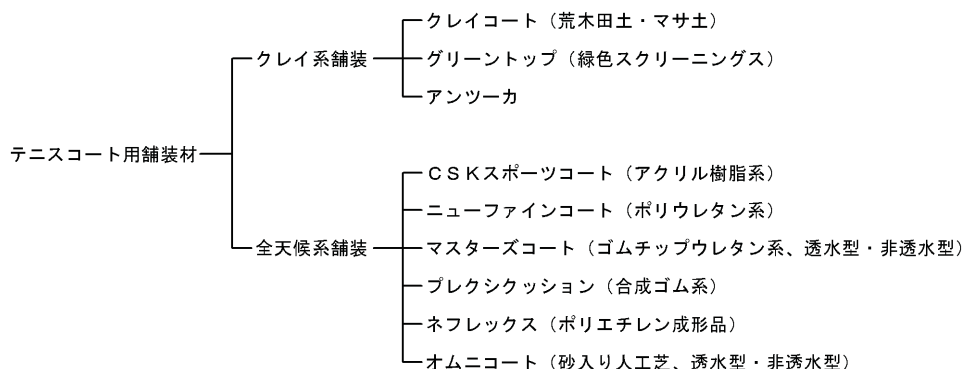 クレイコート（荒木田土・マサ土）
クレイ系舗装
グリーントップ（緑色スクリーニングス）
アンツーカ
テニスコート用舗装材
ＣＳＫスポーツコート（アクリル樹脂系）
ニューファインコート（ポリウレタン系）
全天候系舗装
マスターズコート（ゴムチップウレタン系、透水型・非透水型）
プレクシクッション（合成ゴム系）
ネフレックス（ポリエチレン成形品）
オムニコート（砂入り人工芝、透水型・非透水型）